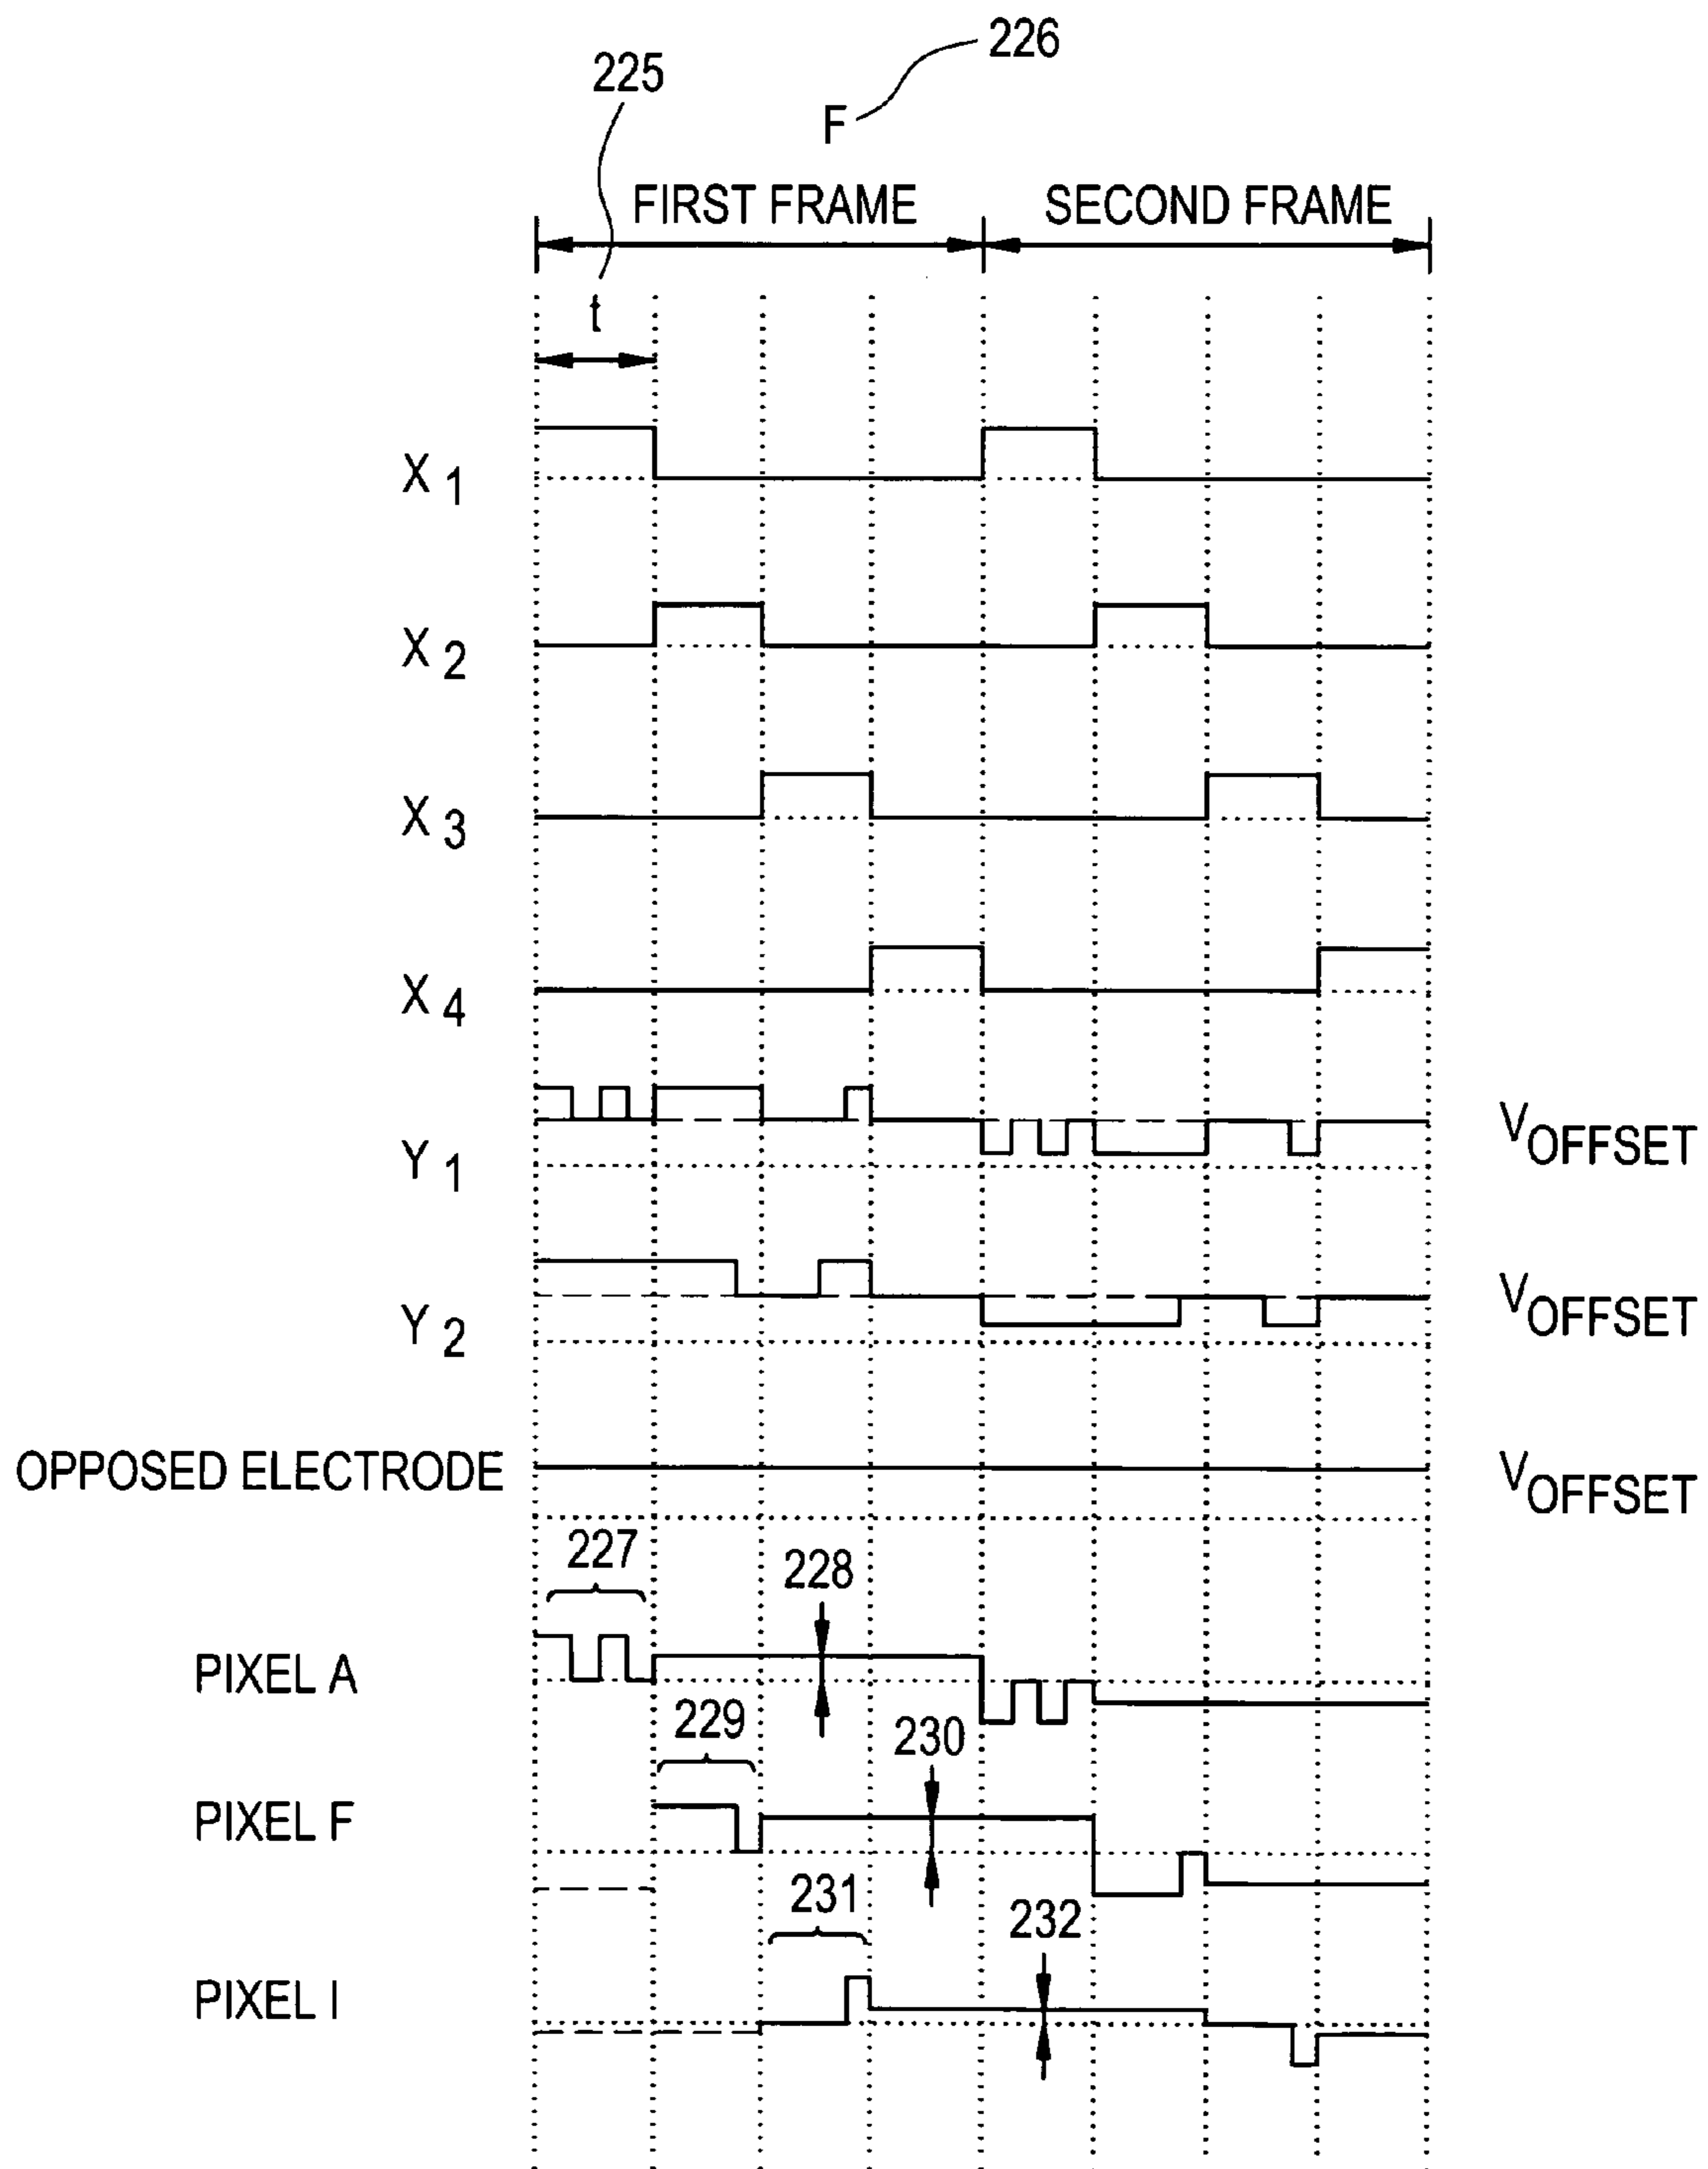 226
225
F
FIRST FRAME SECOND FRAME
t
X 1
X 2
X 3
X 4
Y 1 VOFFSET
Y 2 VOFFSET
OPPOSED ELECTRODE VOFFSET
227
228
PIXEL A
229
230
PIXEL F
231
232
PIXEL I